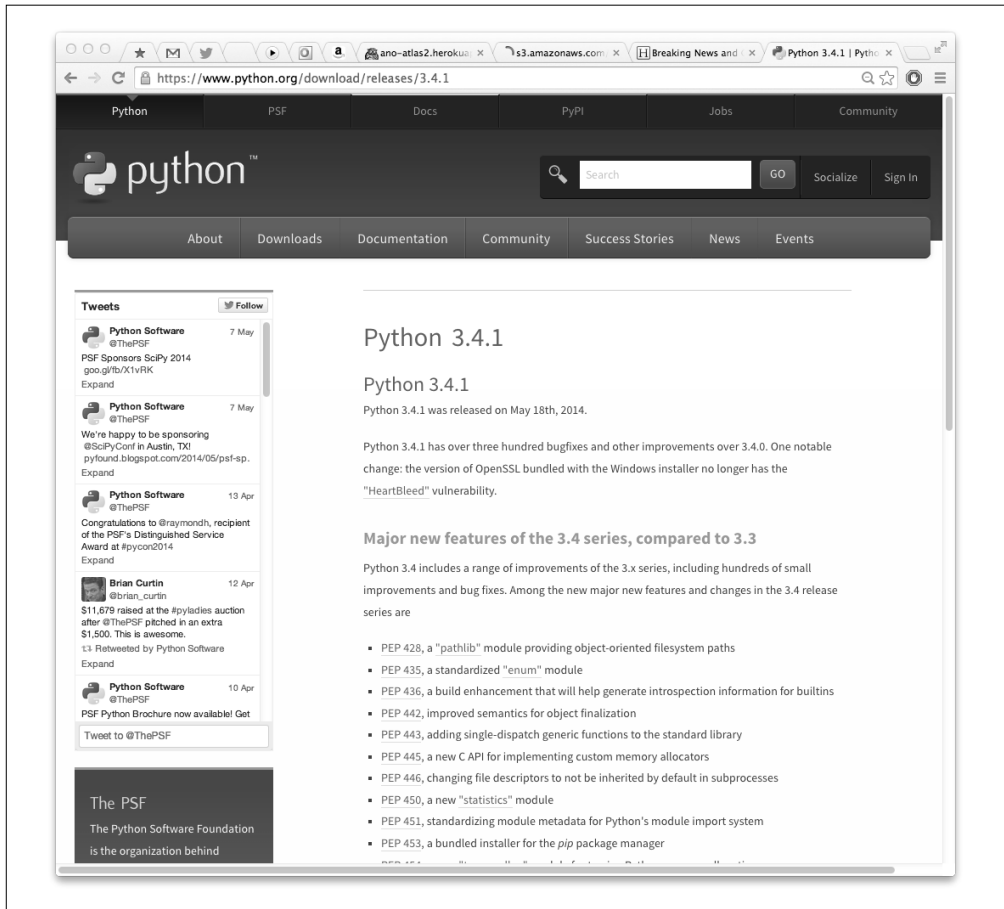 ano-atlas2.herokua
s3.amazonaws.com
Breaking News and
Python 3.4.1 | Pytho
https://www.python.org/download/releases/3.4.1
Python
PSF
Docs
PyPI
Jobs
Community
python™
Search
GO
Socialize
Sign In
About
Downloads
Documentation
Community
Success Stories
News
Events
Tweets
Follow
Python Software
7 May
@ThePSF
PSF Sponsors SciPy 2014
goo.gl/fb/X1vRK
Expand
Python Software
7 May
@ThePSF
We're happy to be sponsoring
@SciPyConf in Austin, TX!
pyfound.blogspot.com/2014/05/psf-sp.
Expand
Python Software
13 Apr
@ThePSF
Congratulations to @raymondh, recipient
of the PSF's Distinguished Service
Award at #pycon2014
Expand
Brian Curtin
12 Apr
@brian_curtin
$11,679 raised at the #pyladies auction
after @ThePSF pitched in an extra
$1,500. This is awesome.
Retweeted by Python Software
Expand
Python Software
10 Apr
@ThePSF
PSF Python Brochure now available! Get
Tweet to @ThePSF
The PSF
The Python Software Foundation
is the organization behind
Python 3.4.1
Python 3.4.1
Python 3.4.1 was released on May 18th, 2014.
Python 3.4.1 has over three hundred bugfixes and other improvements over 3.4.0. One notable
change: the version of OpenSSL bundled with the Windows installer no longer has the
"HeartBleed" vulnerability.
Major new features of the 3.4 series, compared to 3.3
Python 3.4 includes a range of improvements of the 3.x series, including hundreds of small
improvements and bug fixes. Among the new major new features and changes in the 3.4 release
series are
▪ PEP 428, a "pathlib" module providing object-oriented filesystem paths
▪ PEP 435, a standardized "enum" module
▪ PEP 436, a build enhancement that will help generate introspection information for builtins
▪ PEP 442, improved semantics for object finalization
▪ PEP 443, adding single-dispatch generic functions to the standard library
▪ PEP 445, a new C API for implementing custom memory allocators
▪ PEP 446, changing file descriptors to not be inherited by default in subprocesses
▪ PEP 450, a new "statistics" module
▪ PEP 451, standardizing module metadata for Python's module import system
▪ PEP 453, a bundled installer for the pip package manager